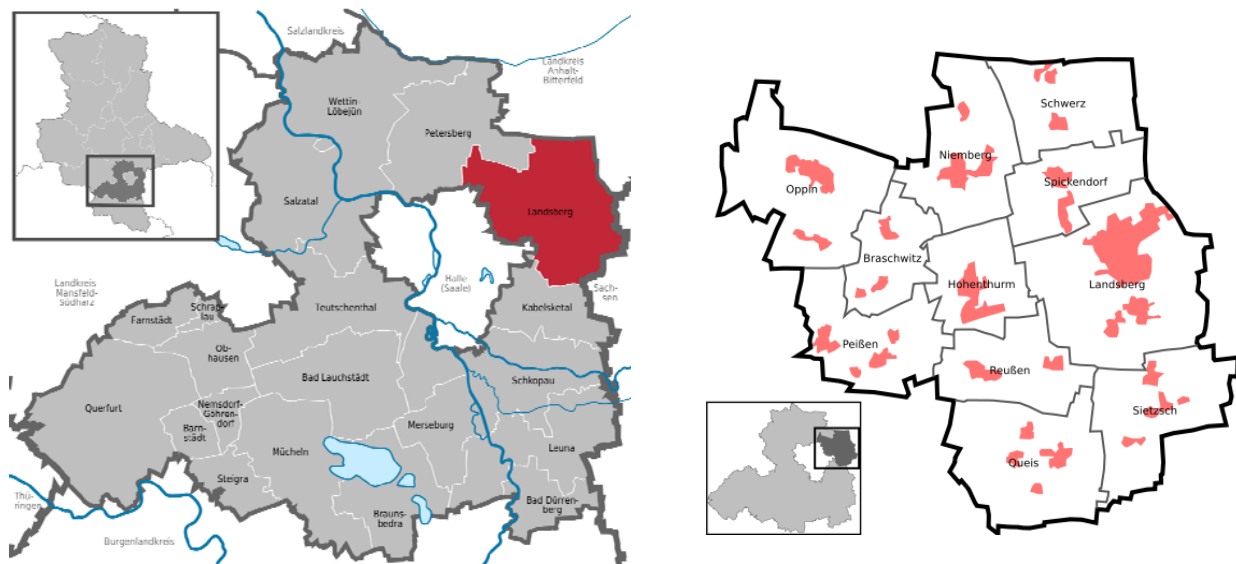 Salzlandkreis
Landkreis
Anhalt-
Bitterfeld
Wettin-
Löbejün
Petersberg
Salzatal
Landsberg
Landkreis
Mansfeld-
Südharz
Halle
(Saale)
Sach-
sen
Schrap-
lau
Farnstädt
Teutschenthal
Kabelsketal
Ob-
hausen
Bad Lauchstädt
Schkopau
Querfurt
Nemsdorf-
Göhren-
dorf
Barn-
städt
Merseburg
Mücheln
Leuna
Steigra
Thü-
ringen
Brauns-
bedra
Bad Dürren-
berg
Burgenlandkreis
Schwerz
Niemberg
Oppin
Spickendorf
Braschwitz
Hohenthurm
Landsberg
Peißen
Reußen
Sietzsch
Queis